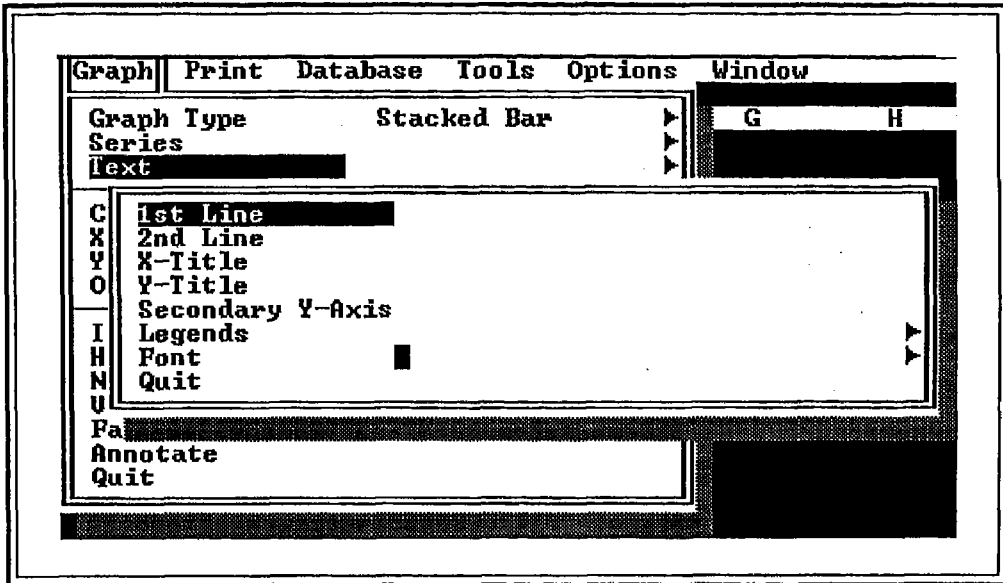 Graph Print Database Tools Options Window
Graph Type Stacked Bar G H
Series
Text
C 1st Line
X 2nd Line
Y X-Title
O Y-Title
Secondary Y-Axis
I Legends
H Font
N Quit
V
Fa
Annotate
Quit